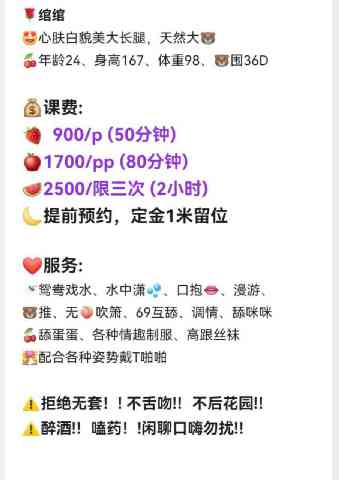 🌹绾绾
🤩心肤白貌美大长腿，天然大🐻
🍒年龄24、身高167、体重98、🐻围36D
💰课费:
🍓 900/p (50分钟)
🍎1700/pp (80分钟)
🍉2500/限三次 (2小时)
🌜提前预约，定金1米留位
❤️服务:
鸳鸯戏水、水中潇💦、口抱👄、漫游、
🐻推、无🍑吹箫、69互舔、调情、舔咪咪
🍒舔蛋蛋、各种情趣制服、高跟丝袜
配合各种姿势戴T啪啪
⚠️拒绝无套！！不舌吻!! 不后花园!!
⚠️醉酒!! 嗑药！!闲聊口嗨勿扰!!